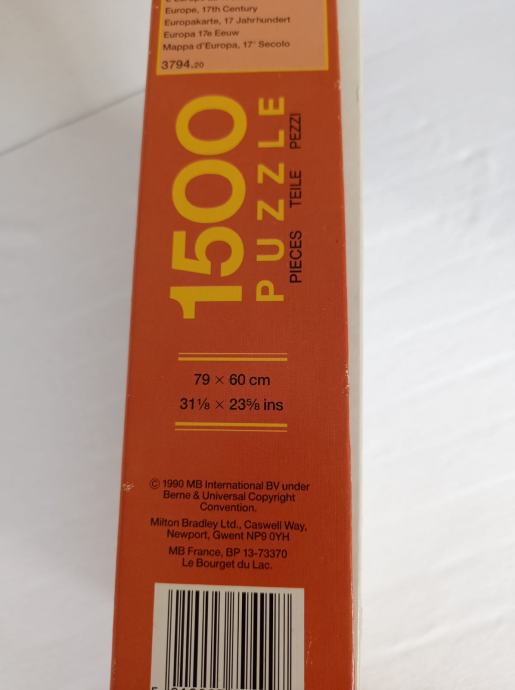 Europe, 17th Century
Europakarte, 17 Jahrhundert
Europa 17e Eeuw
Mappa d'Europa, 17° Secolo
3794.20
1500
PUZZLE
PIECES TEILE PEZZI
79 × 60 cm
31⅛ × 23⅝ ins
© 1990 MB International BV under
Berne & Universal Copyright
Convention.
Milton Bradley Ltd., Caswell Way,
Newport, Gwent NP9 0YH
MB France, BP 13-73370
Le Bourget du Lac.